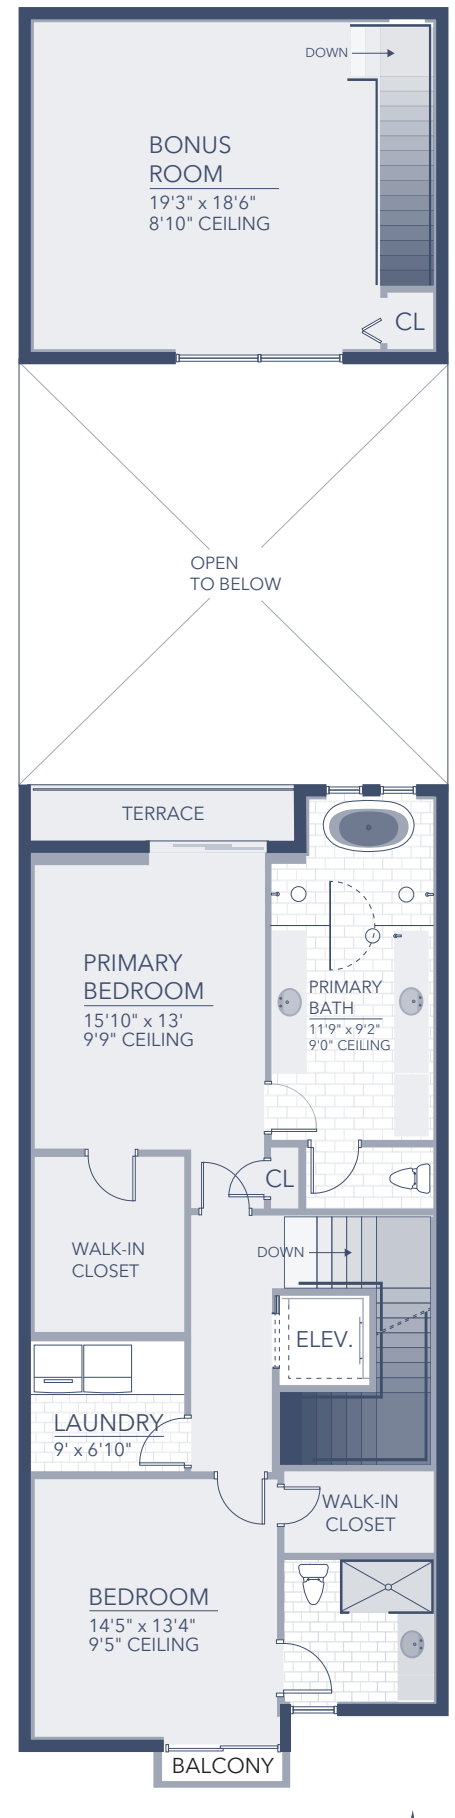 DOWN
BONUS
ROOM
19'3" x 18'6"
8'10" CEILING
CL
OPEN
TO BELOW
TERRACE
PRIMARY
BEDROOM
15'10" x 13'
9'9" CEILING
PRIMARY
BATH
11'9" x 9'2"
9'0" CEILING
CL
WALK-IN
CLOSET
DOWN
ELEV.
LAUNDRY
9' x 6'10"
WALK-IN
CLOSET
BEDROOM
14'5" x 13'4"
9'5" CEILING
BALCONY